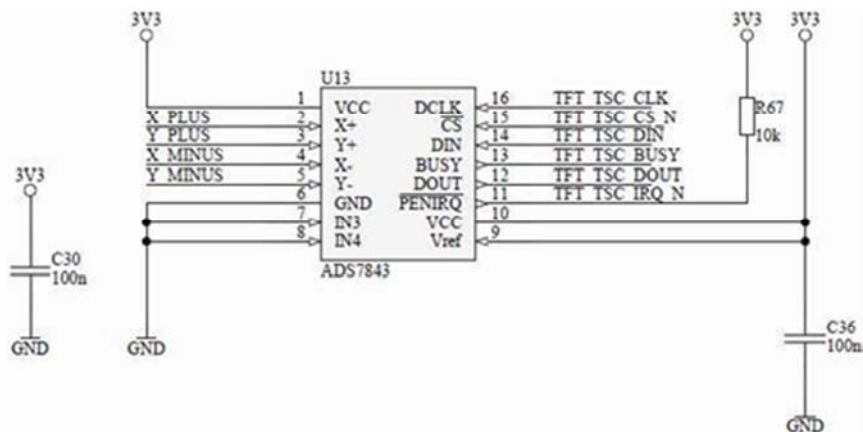 3V3
3V3
3V3
U13
1
VCC
DCLK
16
TFT_TSC_CLK
R67
X_PLUS
2
X+
CS
15
TFT_TSC_CS_N
Y_PLUS
3
Y+
DIN
14
TFT_TSC_DIN
10k
X_MINUS
4
X-
BUSY
13
TFT_TSC_BUSY
Y_MINUS
5
Y-
DOUT
12
TFT_TSC_DOUT
3V3
6
GND
PENIRQ
11
TFT_TSC_IRQ_N
7
IN3
VCC
10
8
IN4
Vref
9
ADS7843
C30
100n
GND
GND
C36
100n
GND